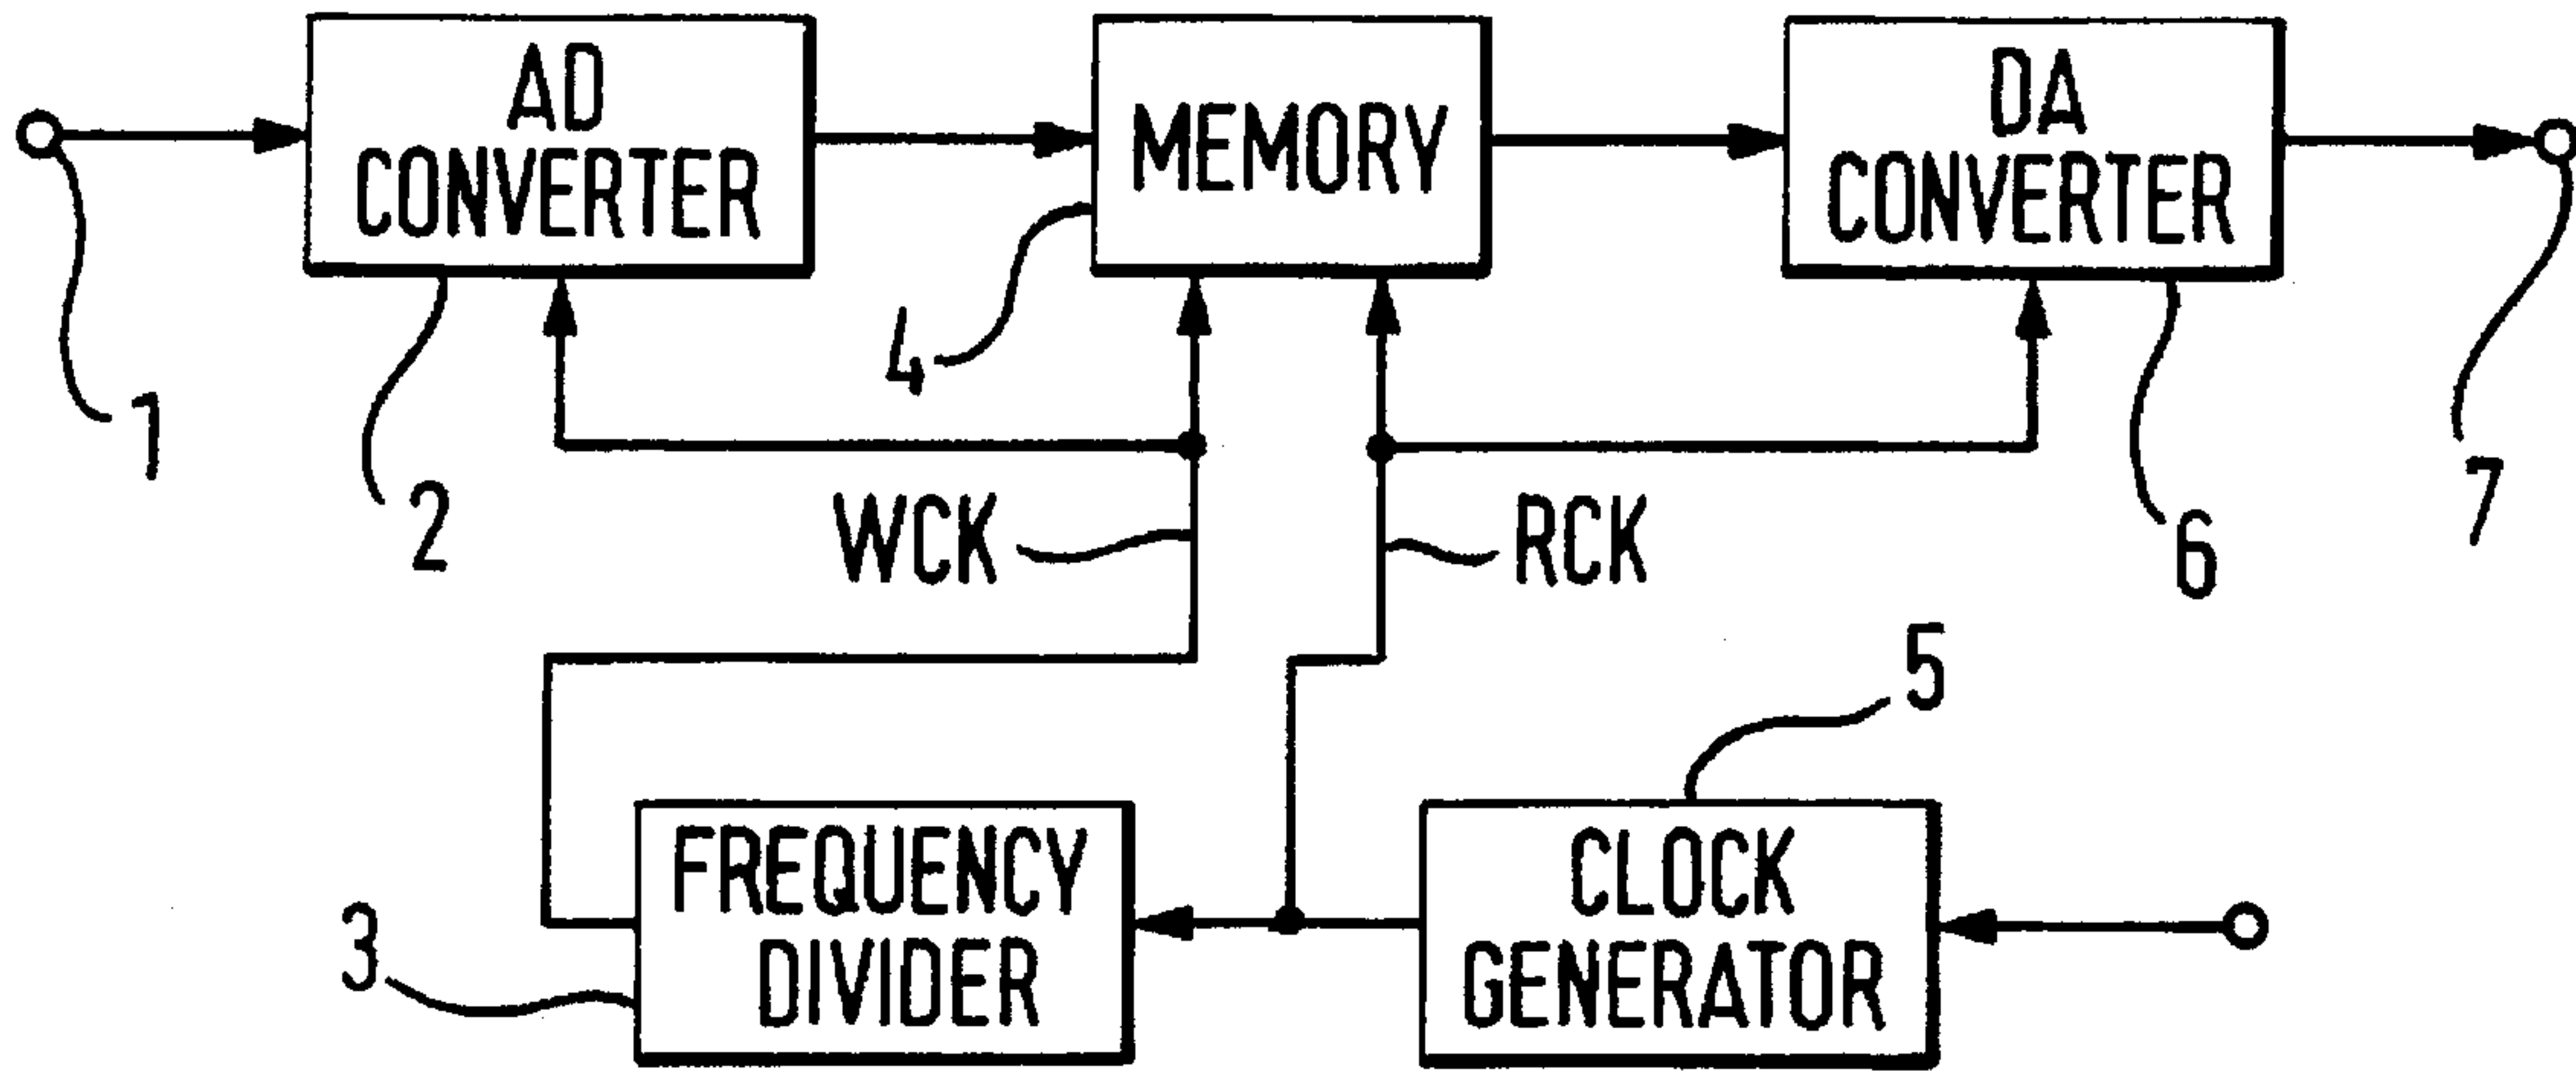 AD
CONVERTER
MEMORY
DA
CONVERTER
1
2
4
6
7
WCK
RCK
5
3
FREQUENCY
DIVIDER
CLOCK
GENERATOR